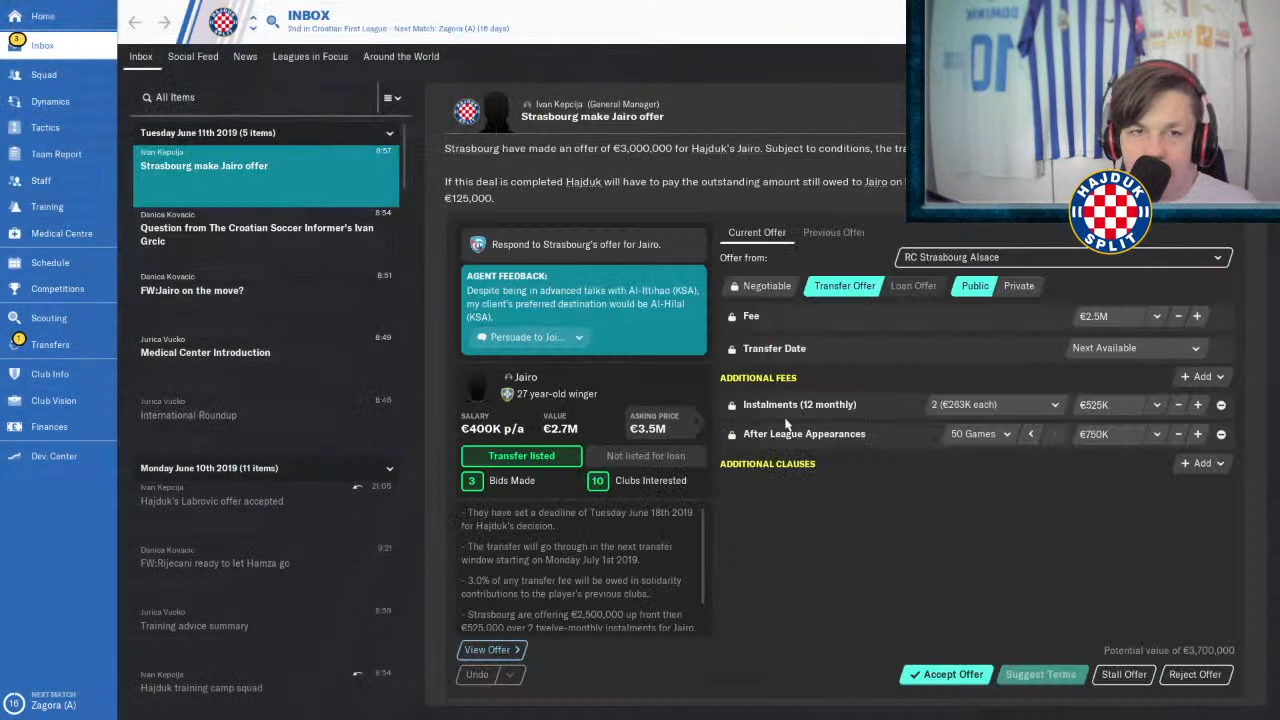 Home
3
Inbox
Squad
Dynamics
Tactics
Team Report
Staff
Training
Medical Centre
Schedule
Competitions
Scouting
1
Transfers
Club Info
Club Vision
Finances
Dev. Center
16
NEXT MATCH
Zagora (A)
INBOX
2nd in Croatian First League - Next Match: Zagora (A) (16 days)
Inbox
Social Feed
News
Leagues in Focus
Around the World
All Items
Tuesday June 11th 2019 (5 items)
Ivan Kepcija
8:57
Strasbourg make Jairo offer
Danica Kovacic
8:54
Question from The Croatian Soccer Informer's Ivan
Grcic
Danica Kovacic
8:51
FW:Jairo on the move?
Jurica Vucko
8:49
Medical Center Introduction
Jurica Vucko
8:46
International Roundup
Monday June 10th 2019 (11 items)
Ivan Kepcija
21:05
Hajduk's Labrovic offer accepted
Danica Kovacic
9:21
FW:Rijecani ready to let Hamza go
Jurica Vucko
8:59
Training advice summary
Ivan Kepcija
8:54
Hajduk training camp squad
Ivan Kepcija (General Manager)
Strasbourg make Jairo offer
Strasbourg have made an offer of €3,000,000 for Hajduk's Jairo. Subject to conditions, the tra
If this deal is completed Hajduk will have to pay the outstanding amount still owed to Jairo on
€125,000.
Respond to Strasbourg's offer for Jairo.
AGENT FEEDBACK:
Despite being in advanced talks with Al-Ittihad (KSA),
my client's preferred destination would be Al-Hilal
(KSA).
Persuade to Joi...
Jairo
27 year-old winger
SALARY
€400K p/a
VALUE
€2.7M
ASKING PRICE
€3.5M
Transfer listed
Not listed for loan
3
Bids Made
10
Clubs Interested
- They have set a deadline of Tuesday June 18th 2019
for Hajduk's decision.
- The transfer will go through in the next transfer
window starting on Monday July 1st 2019.
- 3.0% of any transfer fee will be owed in solidarity
contributions to the player's previous clubs.
- Strasbourg are offering €2,500,000 up front then
€525,000 over 2 twelve-monthly instalments for Jairo.
View Offer
Undo
Current Offer
Previous Offer
Offer from:
RC Strasbourg Alsace
Negotiable
Transfer Offer
Loan Offer
Public
Private
Fee
€2.5M
Transfer Date
Next Available
ADDITIONAL FEES
Add
Instalments (12 monthly)
2 (€263K each)
€525K
After League Appearances
50 Games
€750K
ADDITIONAL CLAUSES
Add
Potential value of €3,700,000
Accept Offer
Suggest Terms
Stall Offer
Reject Offer
DOMINIK
10
HAJDUK
SPLIT